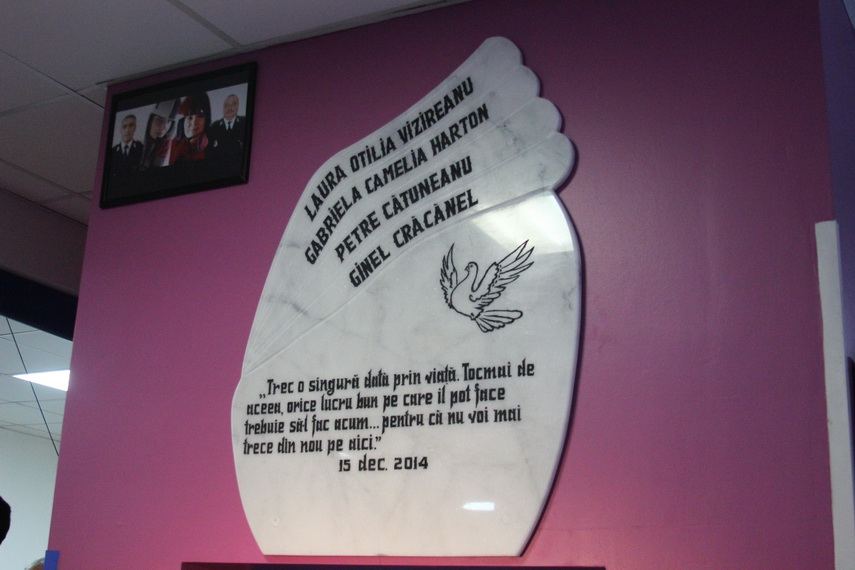 LAURA OTILIA VIZIREANU
GABRIELA CAMELIA HARTON
PETRE CĂTUNEANU
GINEL CRĂCĂNEL
„Trec o singură dată prin viaţă. Tocmai de
aceea, orice lucru bun pe care îl pot face
trebuie să-l fac acum... pentru că nu voi mai
trece din nou pe aici.”
15 dec. 2014